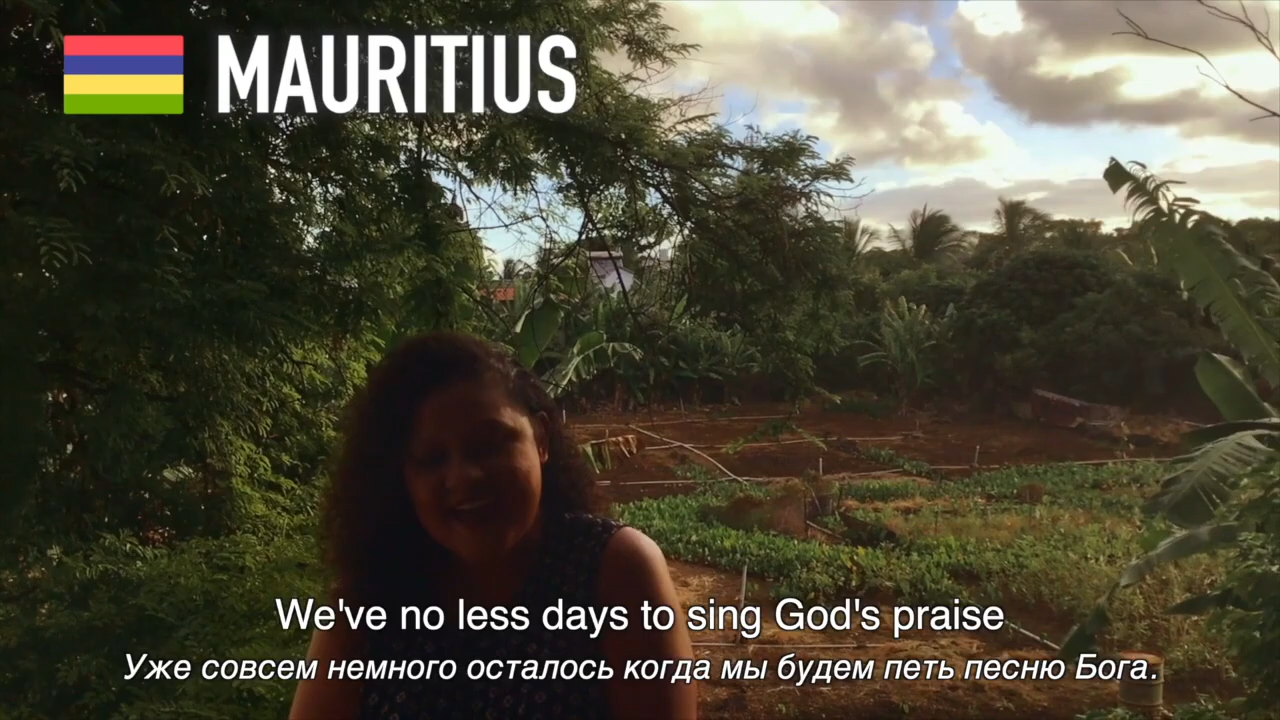 MAURITIUS
We've no less days to sing God's praise
Уже совсем немного осталось когда мы будем петь песню Бога.